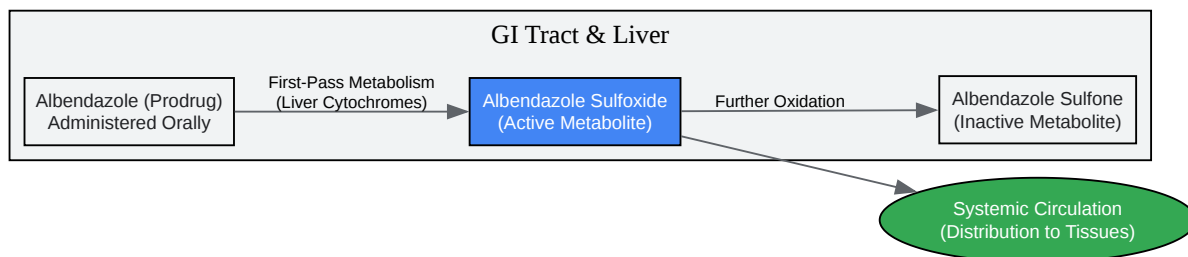 GI Tract & Liver
Albendazole (Prodrug)
Administered Orally
First-Pass Metabolism
(Liver Cytochromes)
Albendazole Sulfoxide
(Active Metabolite)
Further Oxidation
Albendazole Sulfone
(Inactive Metabolite)
Systemic Circulation
(Distribution to Tissues)